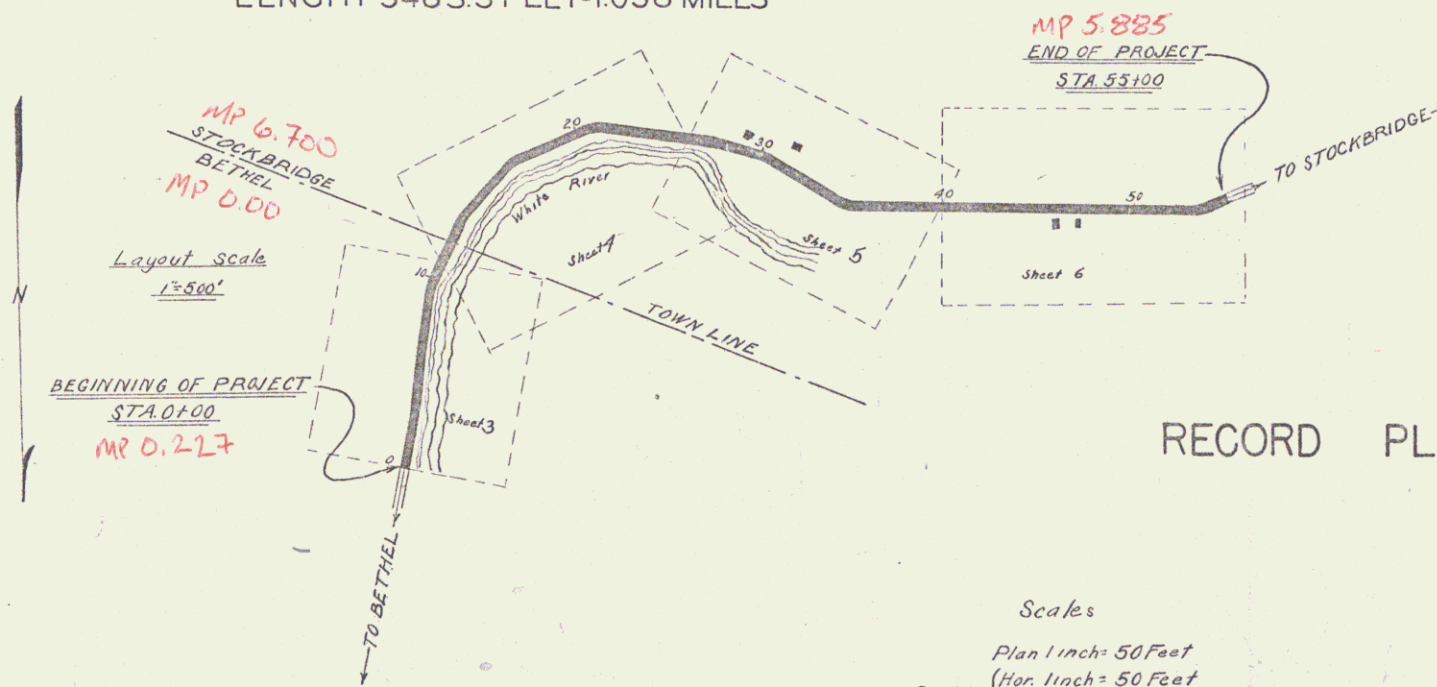 MP 5.885
END OF PROJECT
STA. 55+00
MP 6.700
STOCKBRIDGE
BETHEL
MP 0.00
TO STOCKBRIDGE
20
30
40
50
10
0
White River
Sheet 5
Sheet 4
Sheet 6
Sheet 3
Layout Scale
1"=500'
N
TOWN LINE
BEGINNING OF PROJECT
STA. 0+00
MP 0.227
RECORD PL
TO BETHEL
Scales
Plan 1 inch = 50 Feet
(Hor. 1 inch = 50 Feet